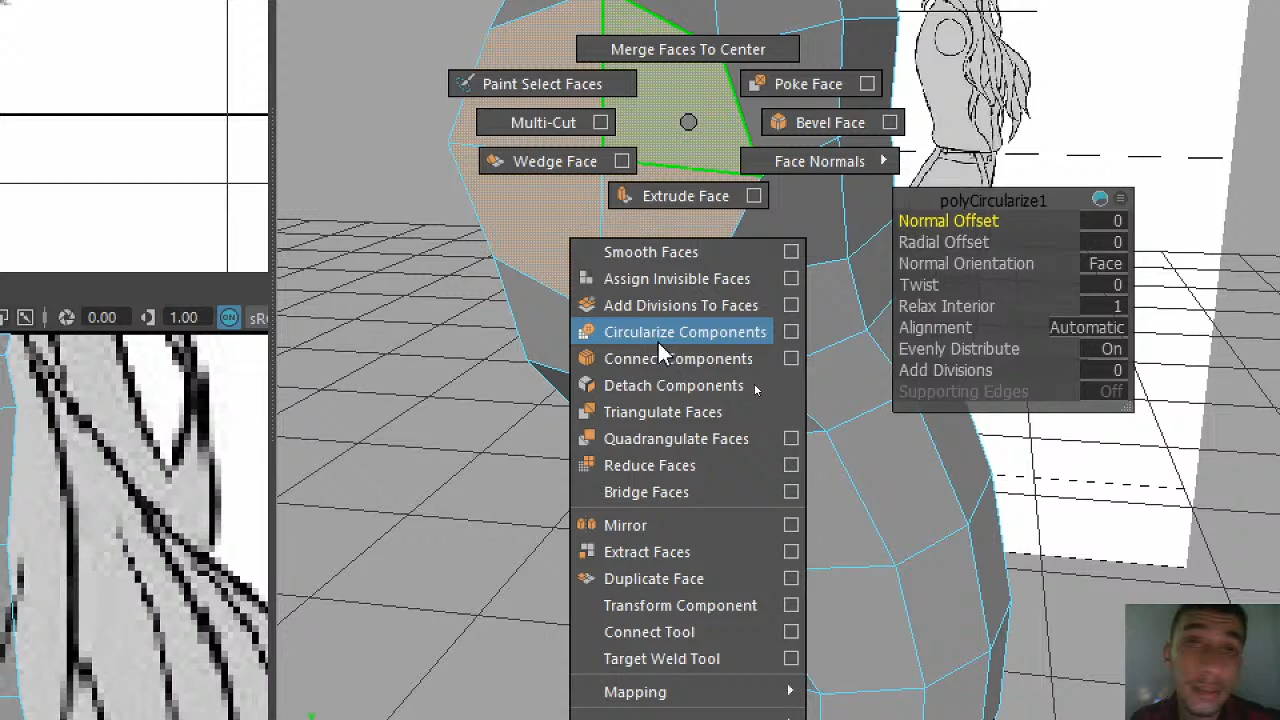 Merge Faces To Center
Paint Select Faces
Poke Face
Multi-Cut
Bevel Face
Wedge Face
Face Normals
Extrude Face
Smooth Faces
Assign Invisible Faces
Add Divisions To Faces
Circularize Components
Connect Components
Detach Components
Triangulate Faces
Quadrangulate Faces
Reduce Faces
Bridge Faces
Mirror
Extract Faces
Duplicate Face
Transform Component
Connect Tool
Target Weld Tool
Mapping
polyCircularize1
Normal Offset 0
Radial Offset 0
Normal Orientation Face
Twist 0
Relax Interior 1
Alignment Automatic
Evenly Distribute On
Add Divisions 0
Supporting Edges Off
0.00 1.00 sR